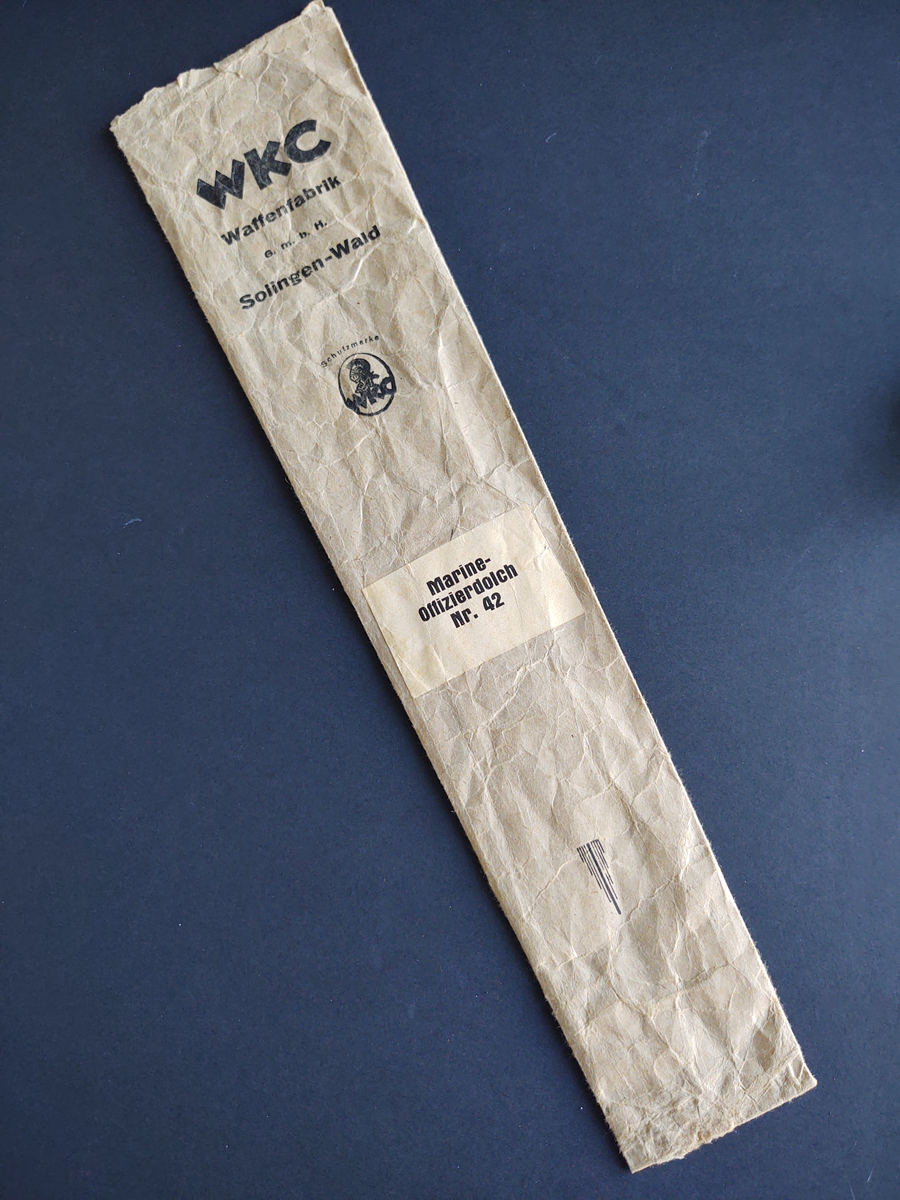 WKC
Waffenfabrik
G. m. b. H.
Solingen-Wald
Schutzmarke
WKC
Marine-
Offizierdolch
Nr. 42